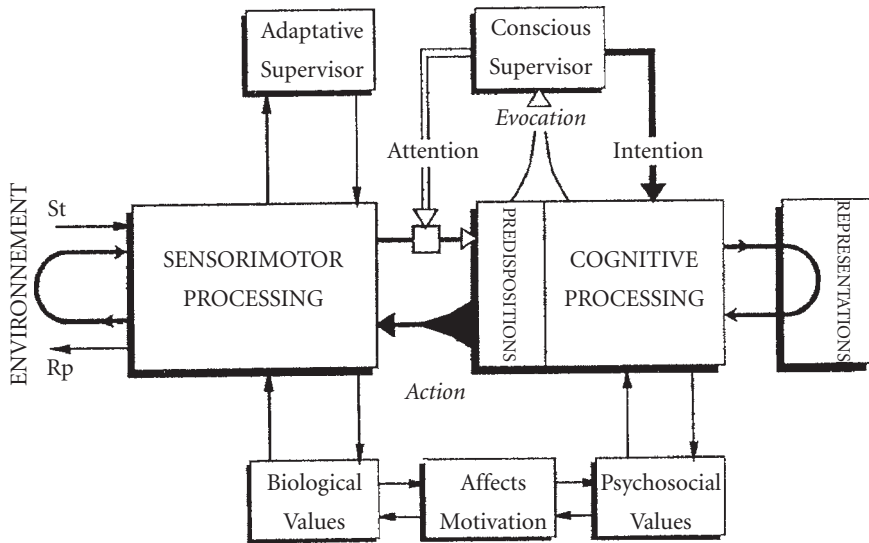 Adaptative
Supervisor
Conscious
Supervisor
Evocation
Attention
Intention
ENVIRONNEMENT
St
Rp
SENSORIMOTOR
PROCESSING
PREDISPOSITIONS
COGNITIVE
PROCESSING
REPRESENTATIONS
Action
Biological
Values
Affects
Motivation
Psychosocial
Values